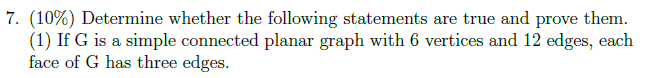 7. (10%) Determine whether the following statements are true and prove them.
(1) If G is a simple connected planar graph with 6 vertices and 12 edges, each
face of G has three edges.